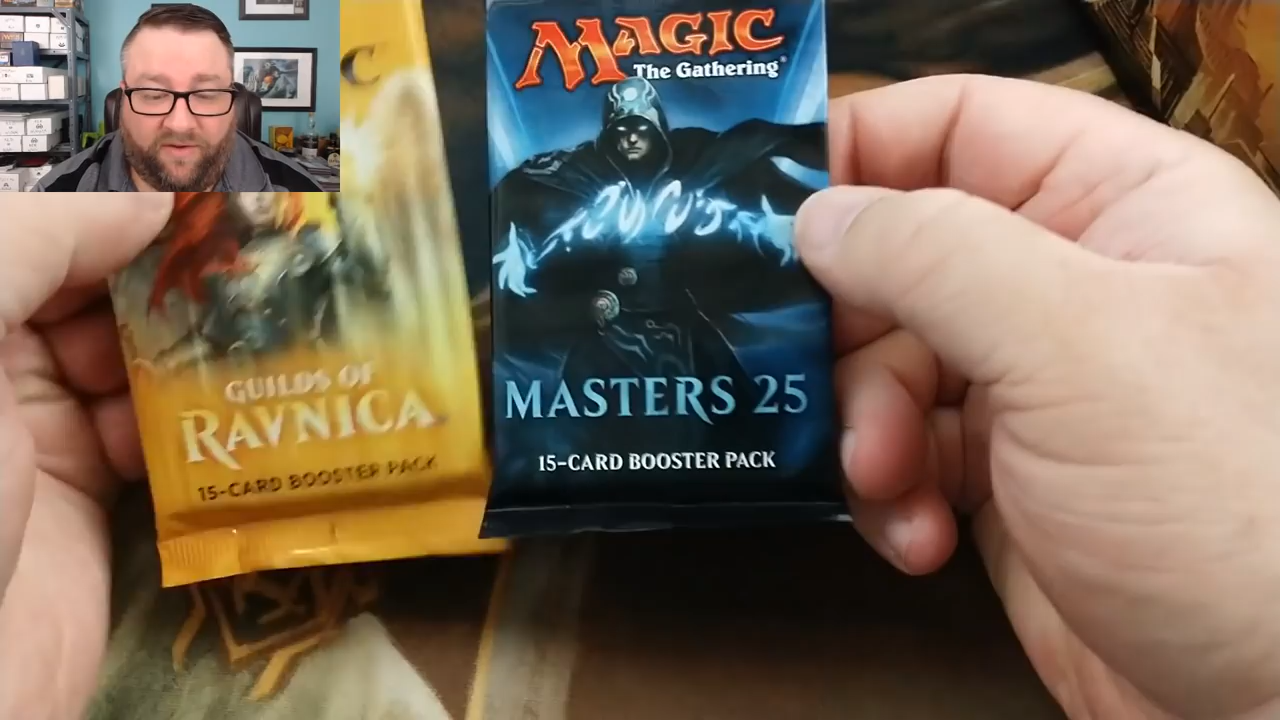 C
GUILDS OF
RAVNICA
15-CARD BOOSTER PACK
MAGIC
The Gathering®
MASTERS 25
15-CARD BOOSTER PACK